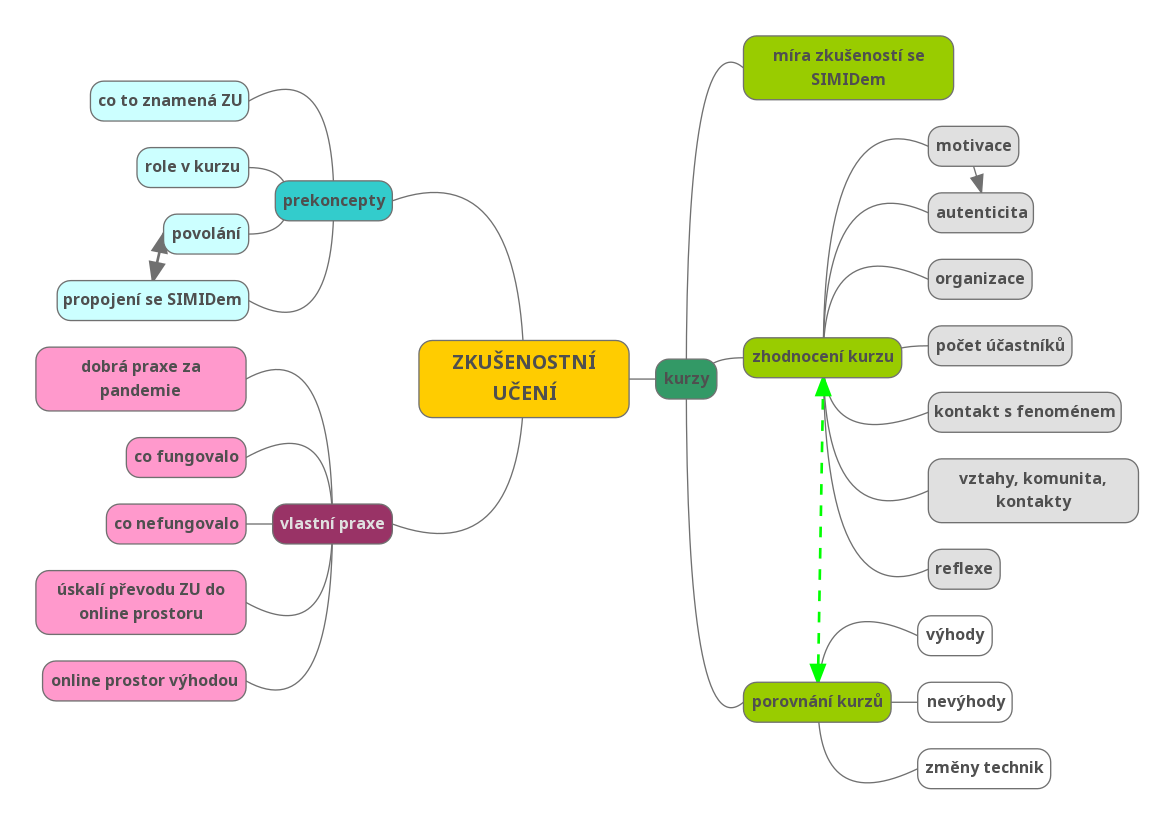 ZKUŠENOSTNÍ
UČENÍ
prekoncepty
co to znamená ZU
role v kurzu
povolání
propojení se SIMIDem
vlastní praxe
dobrá praxe za
pandemie
co fungovalo
co nefungovalo
úskalí převodu ZU do
online prostoru
online prostor výhodou
kurzy
míra zkušeností se
SIMIDem
zhodnocení kurzu
motivace
autenticita
organizace
počet účastníků
kontakt s fenoménem
vztahy, komunita,
kontakty
reflexe
porovnání kurzů
výhody
nevýhody
změny technik